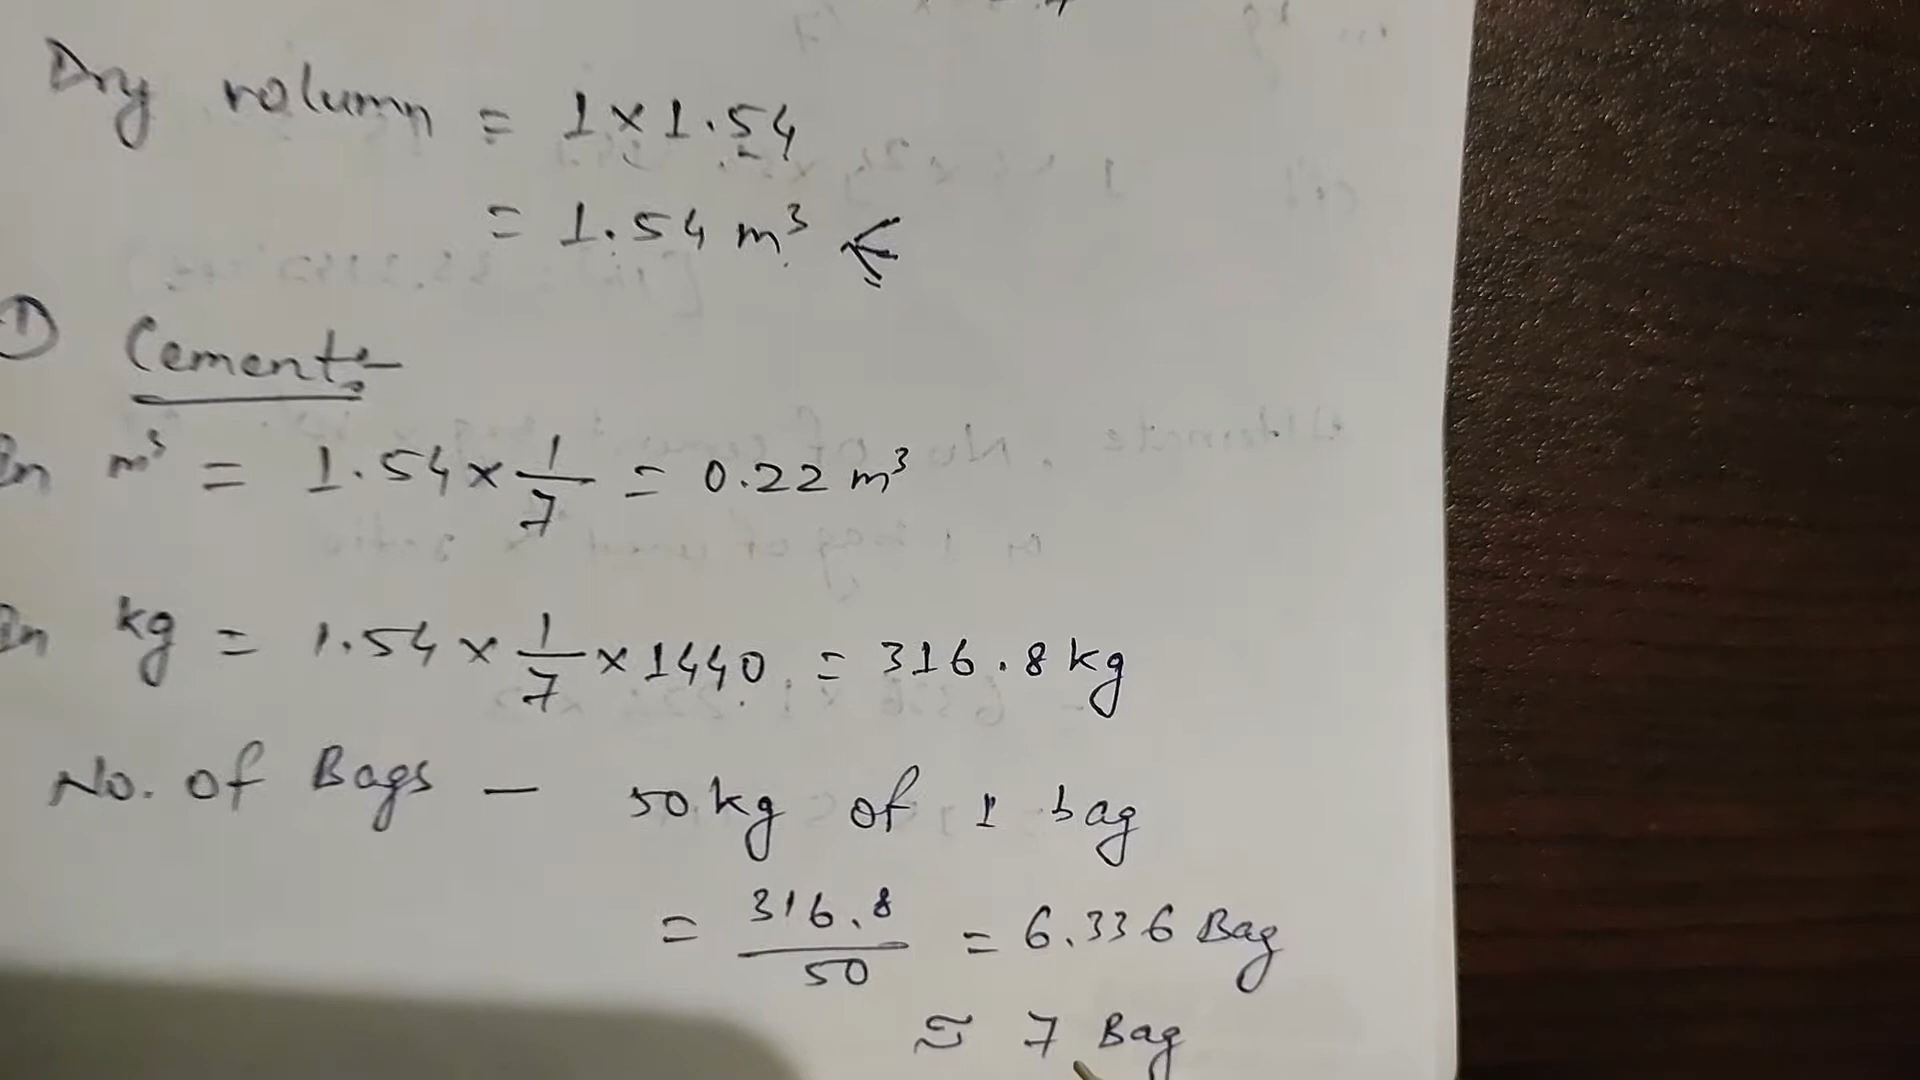 Dry volumn = 1 x 1.54
= 1.54 m³ ←
① Cement:-
In m³ = 1.54 x 1/7 = 0.22 m³
In kg = 1.54 x 1/7 x 1440 = 316.8 kg
No. of Bags — 50 kg of 1 bag
= 316.8/50 = 6.336 Bag
≈ 7 Bag